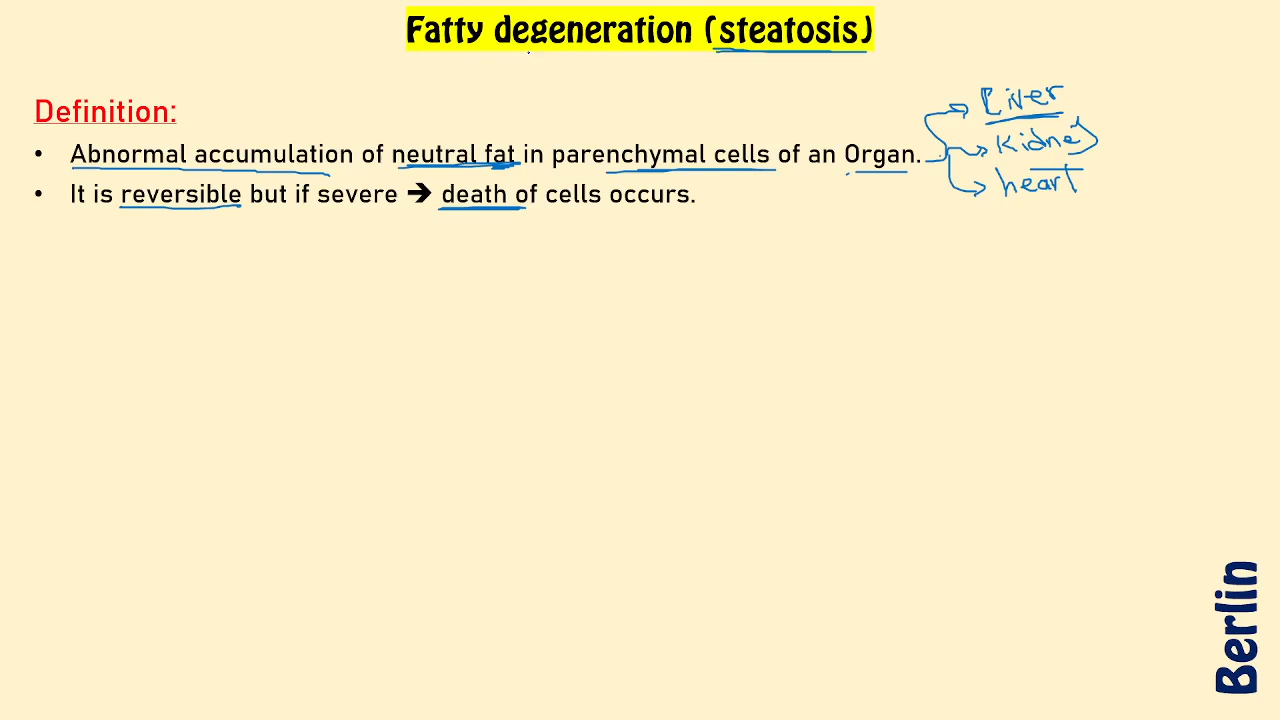 Fatty degeneration (steatosis)
Definition:
• Abnormal accumulation of neutral fat in parenchymal cells of an Organ.
Liver
Kidney
heart
• It is reversible but if severe ➔ death of cells occurs.
Berlin